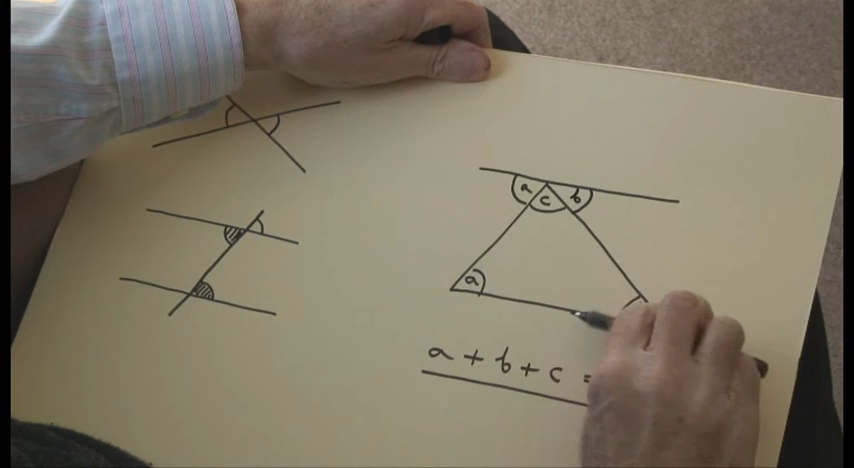 a c b
a
a + b + c =